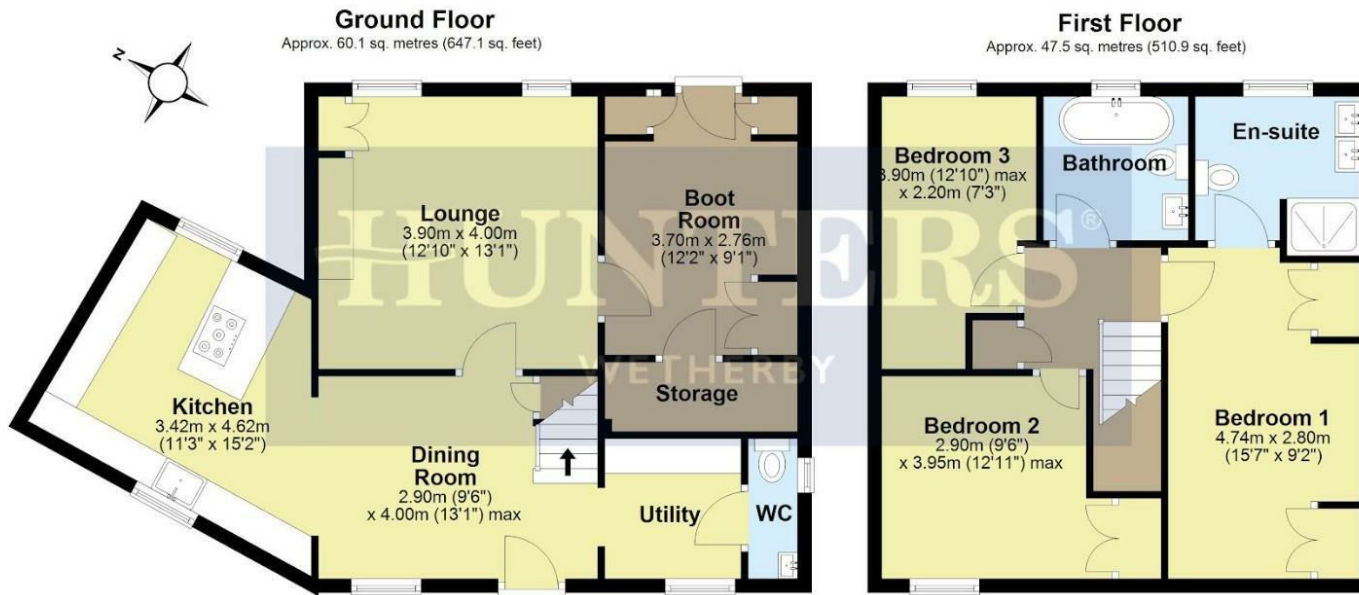 Ground Floor
Approx. 60.1 sq. metres (647.1 sq. feet)
N
Lounge
3.90m x 4.00m
(12'10" x 13'1")
Boot
Room
3.70m x 2.76m
(12'2" x 9'1")
Kitchen
3.42m x 4.62m
(11'3" x 15'2")
Dining
Room
2.90m (9'6")
x 4.00m (13'1") max
Storage
Utility
WC
First Floor
Approx. 47.5 sq. metres (510.9 sq. feet)
Bedroom 3
3.90m (12'10") max
x 2.20m (7'3")
Bathroom
En-suite
Bedroom 2
2.90m (9'6")
x 3.95m (12'11") max
Bedroom 1
4.74m x 2.80m
(15'7" x 9'2")
HUNTERS®
WETHERBY